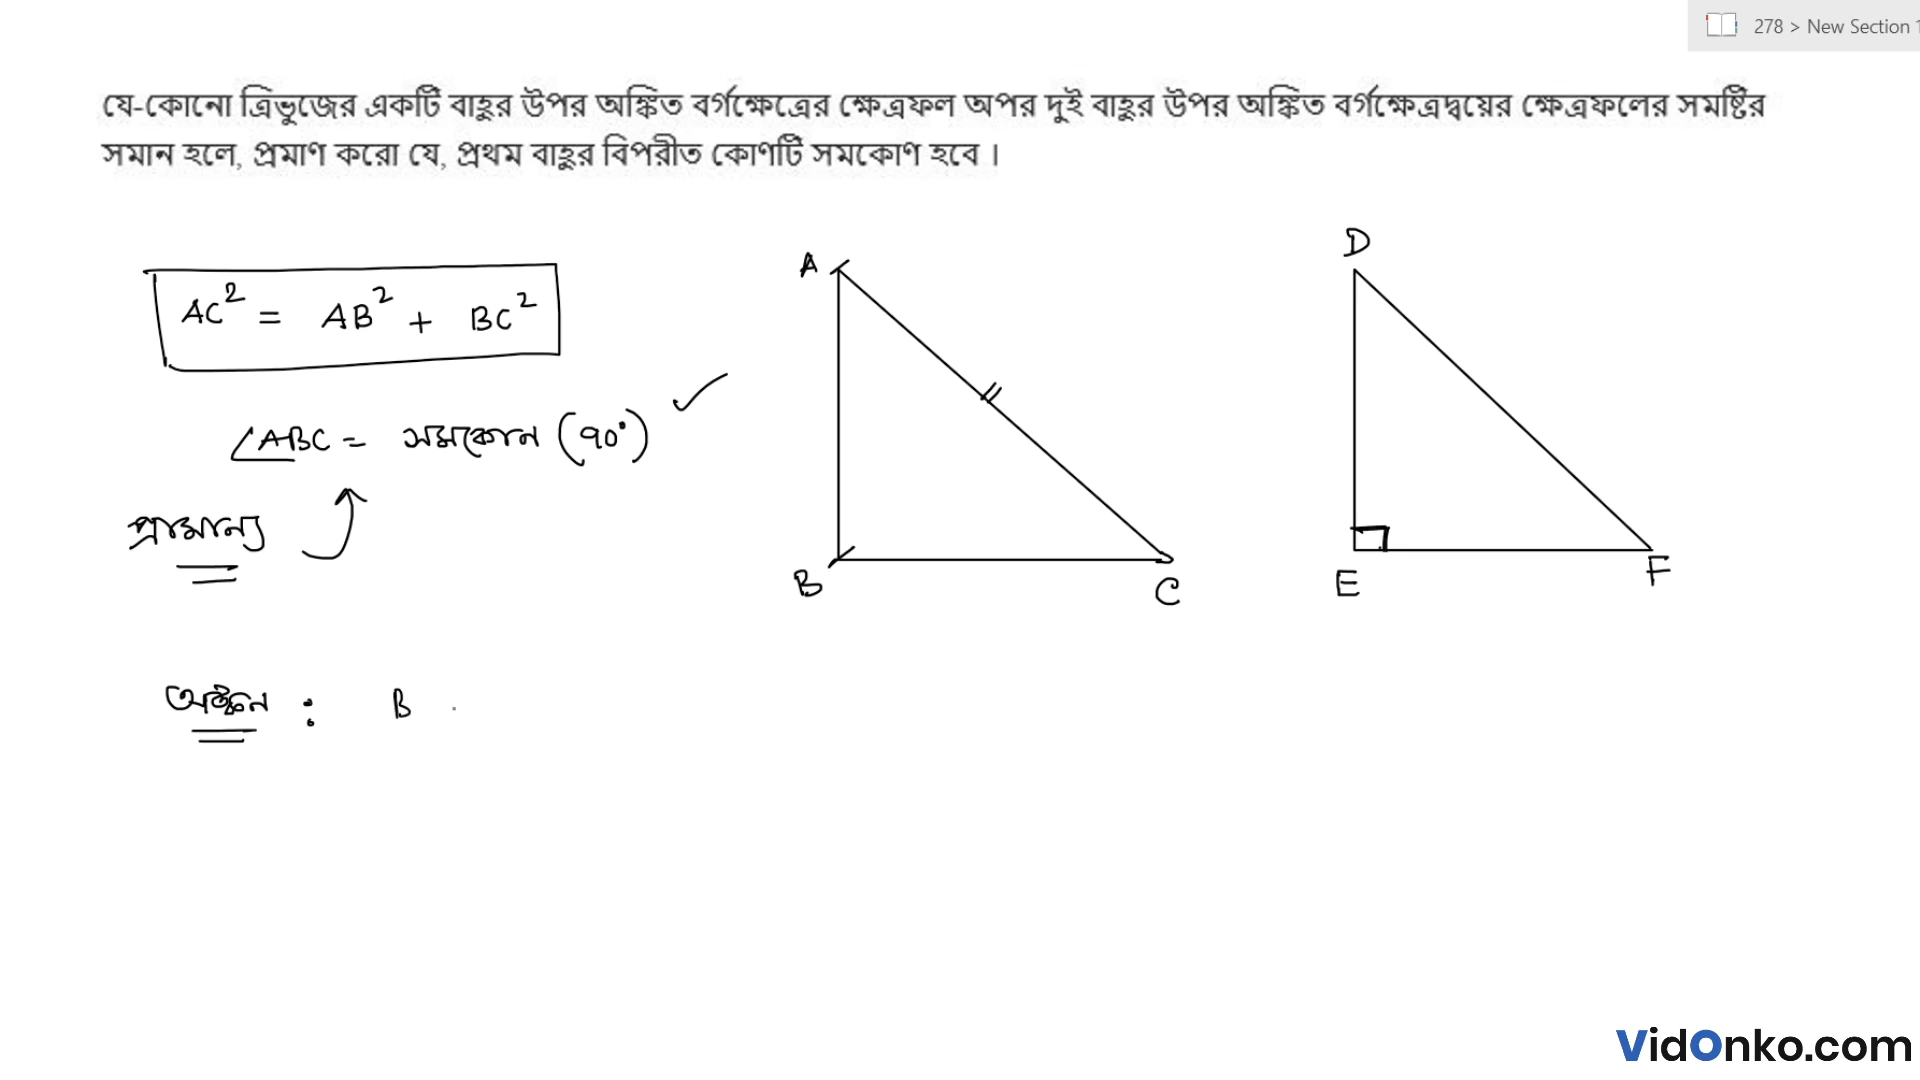 278 > New Section 1
যে-কোনো ত্রিভুজের একটি বাহুর উপর অঙ্কিত বর্গক্ষেত্রের ক্ষেত্রফল অপর দুই বাহুর উপর অঙ্কিত বর্গক্ষেত্রদ্বয়ের ক্ষেত্রফলের সমষ্টির
সমান হলে, প্রমাণ করো যে, প্রথম বাহুর বিপরীত কোণটি সমকোণ হবে।
AC² = AB² + BC²
∠ABC = সমকোন (90°)
প্রামান্য
A
B
C
D
E
F
অঙ্কন : B
VidOnko.com